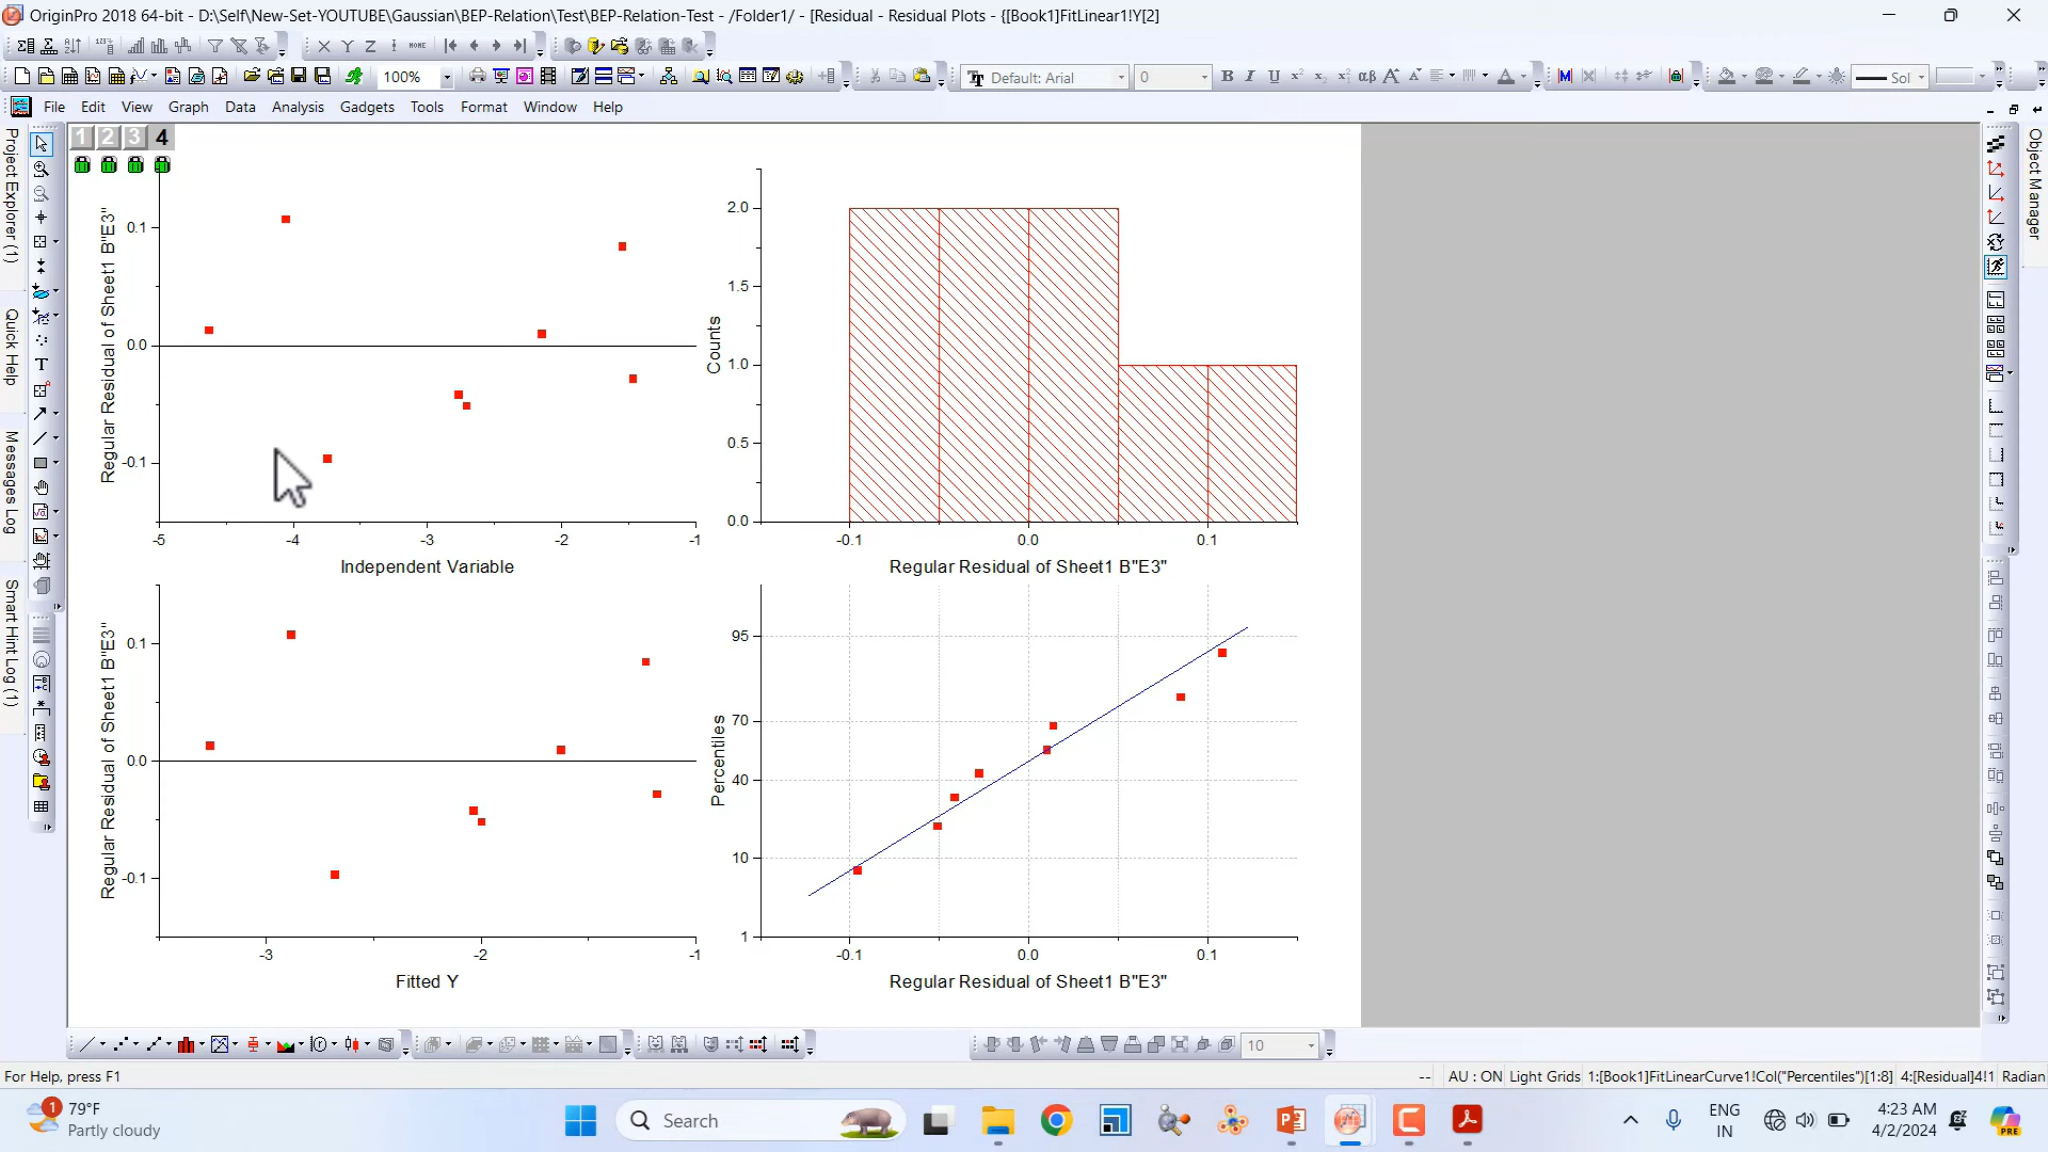 OriginPro 2018 64-bit - D:\Self\New-Set-YOUTUBE\Gaussian\BEP-Relation\Test\BEP-Relation-Test - /Folder1/ - [Residual - Residual Plots - {[Book1]FitLinear1!Y[2]
X Y Z HOME
100%
Default: Arial
0
B I U
Sol
File Edit View Graph Data Analysis Gadgets Tools Format Window Help
Project Explorer (1)
Quick Help
Messages Log
Smart Hint Log (1)
Object Manager
1 2 3 4
Regular Residual of Sheet1 B"E3"
0.1
0.0
-0.1
-5 -4 -3 -2 -1
Independent Variable
Counts
2.0
1.5
1.0
0.5
0.0
-0.1 0.0 0.1
Regular Residual of Sheet1 B"E3"
Regular Residual of Sheet1 B"E3"
0.1
0.0
-0.1
-3 -2 -1
Fitted Y
Percentiles
95
70
40
10
1
-0.1 0.0 0.1
Regular Residual of Sheet1 B"E3"
10
For Help, press F1
-- AU : ON Light Grids 1:[Book1]FitLinearCurve1!Col("Percentiles")[1:8] 4:[Residual]4!1 Radian
1
79°F
Partly cloudy
Search
ENG
IN
4:23 AM
4/2/2024
PRE